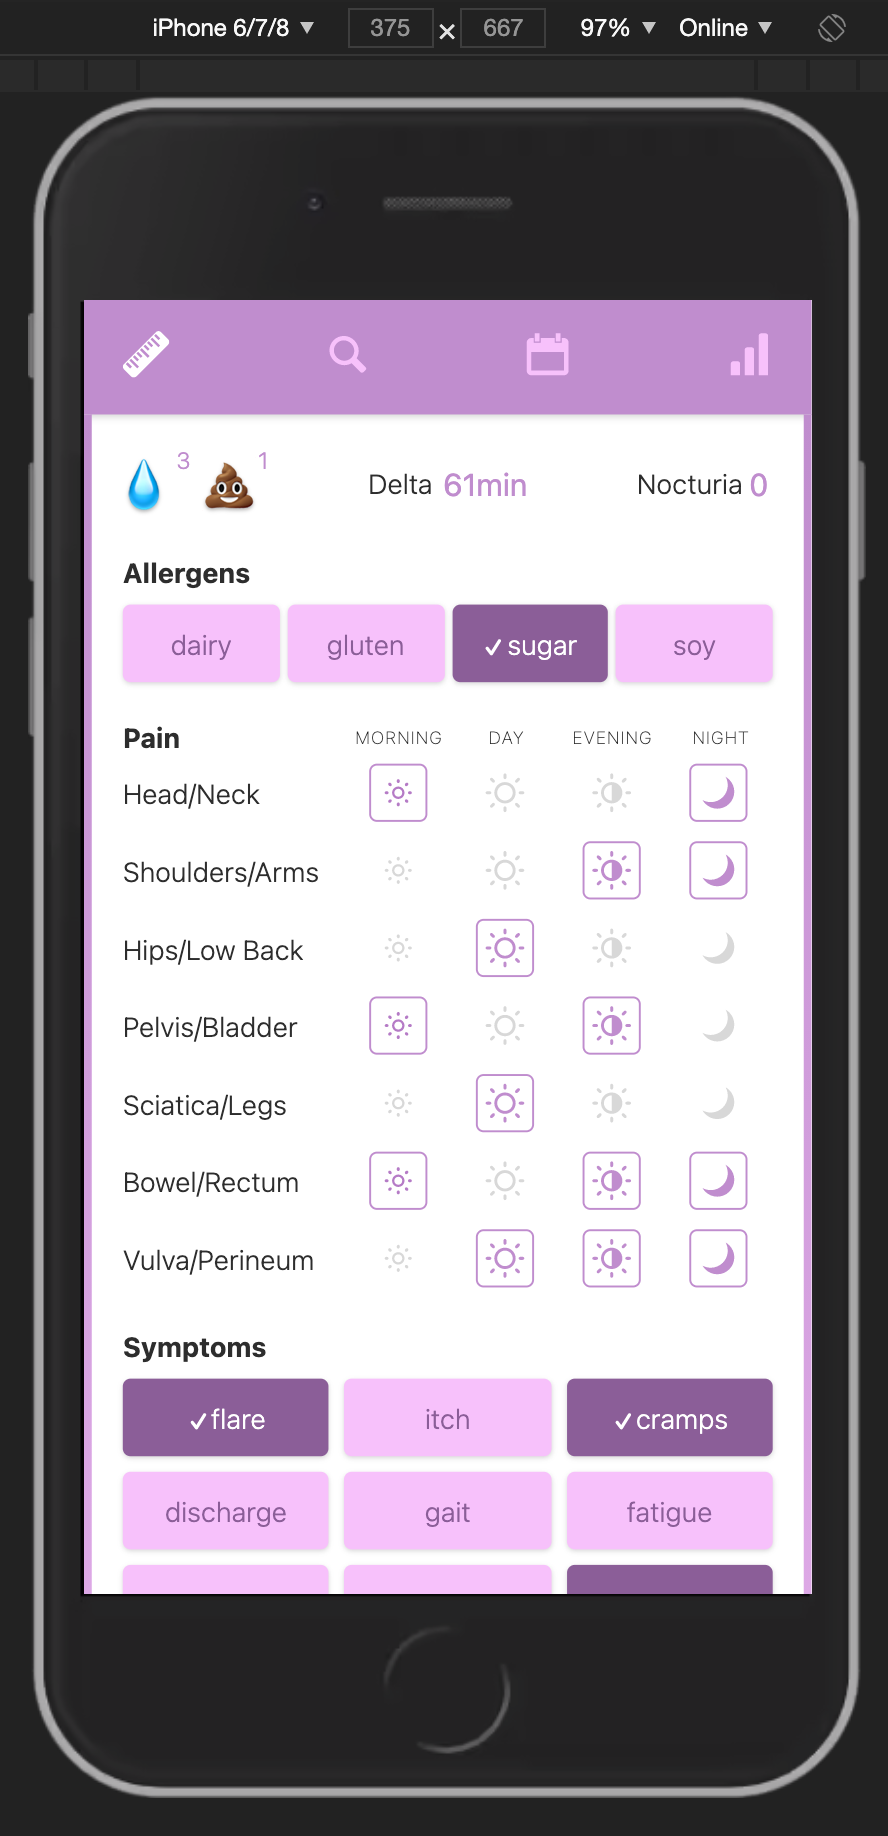 iPhone 6/7/8 ▼ 375 × 667 97% ▼ Online ▼
3 1 Delta 61min Nocturia 0
Allergens
dairy gluten ✓ sugar soy
Pain MORNING DAY EVENING NIGHT
Head/Neck
Shoulders/Arms
Hips/Low Back
Pelvis/Bladder
Sciatica/Legs
Bowel/Rectum
Vulva/Perineum
Symptoms
✓ flare itch ✓ cramps
discharge gait fatigue